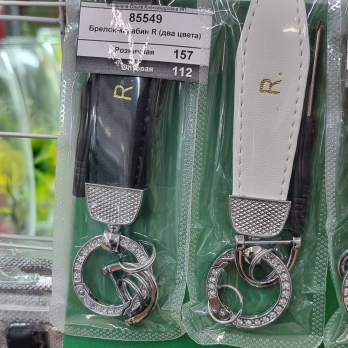 85549
Брелок-карабин R (два цвета)
Розничная 157
Оптовая 112
R.
R.